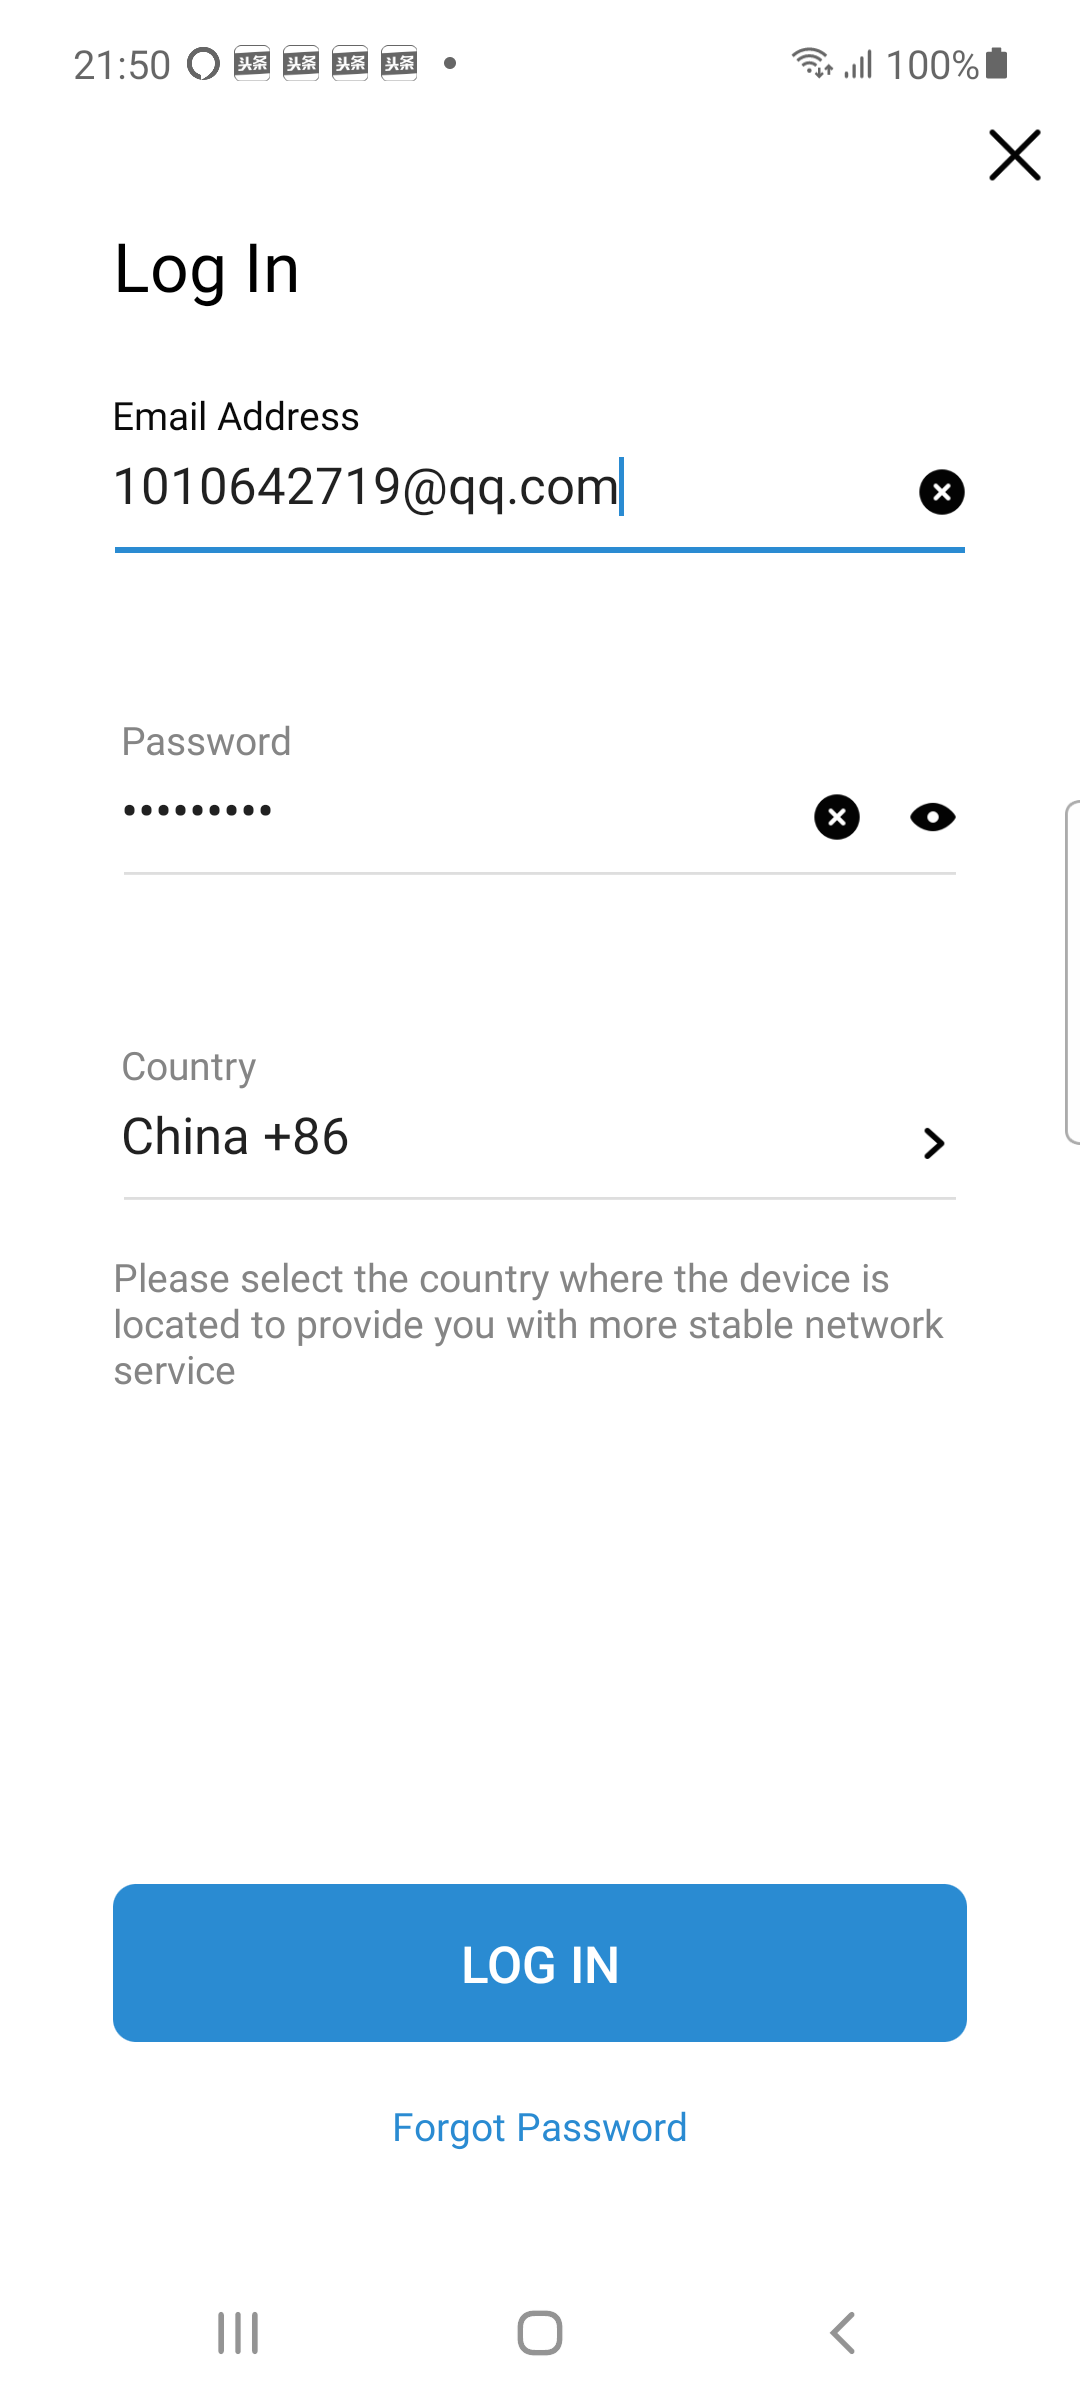 21:50 头条 头条 头条 头条 100%
Log In
Email Address
1010642719@qq.com
Password
•••••••••
Country
China +86
Please select the country where the device is
located to provide you with more stable network
service
LOG IN
Forgot Password